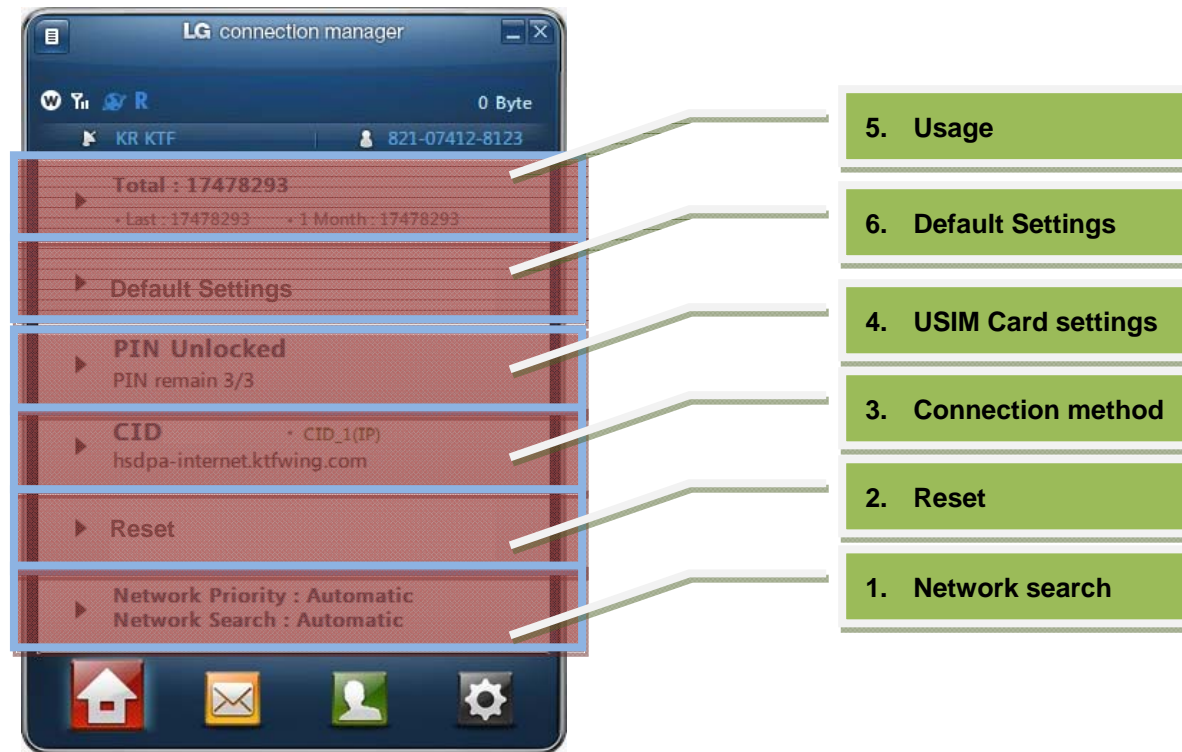 LG connection manager
W R 0 Byte
KR KTF 821-07412-8123
Total : 17478293
• Last : 17478293 • 1 Month : 17478293
Default Settings
PIN Unlocked
PIN remain 3/3
CID • CID_1(IP)
hsdpa-internet.ktfwing.com
Reset
Network Priority : Automatic
Network Search : Automatic
5. Usage
6. Default Settings
4. USIM Card settings
3. Connection method
2. Reset
1. Network search